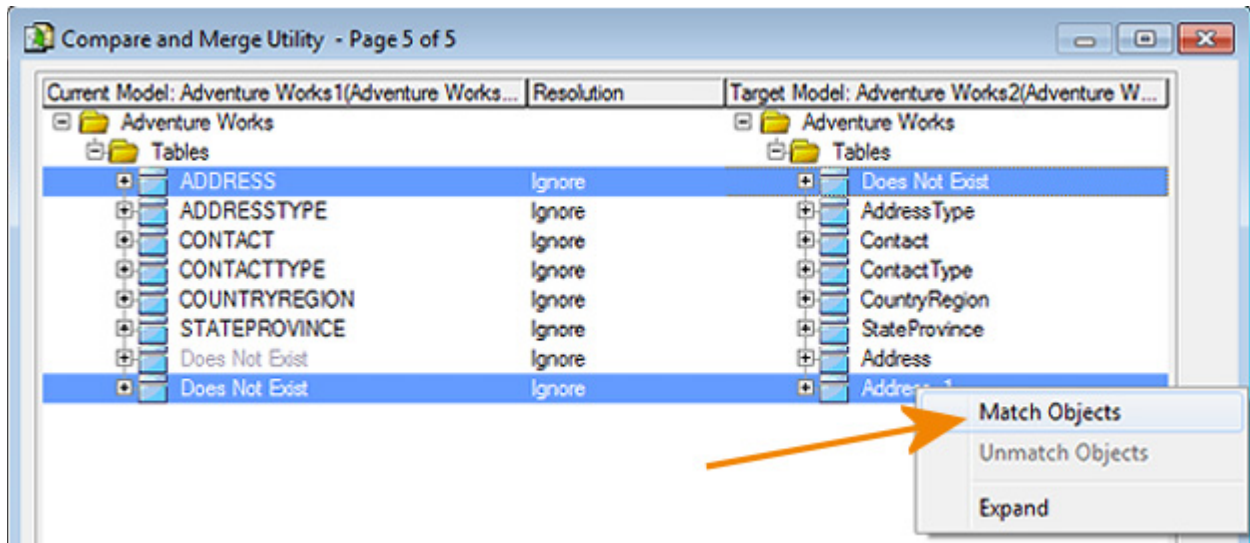 Compare and Merge Utility - Page 5 of 5
Current Model: Adventure Works1(Adventure Works... Resolution Target Model: Adventure Works2(Adventure W...
Adventure Works Adventure Works
Tables Tables
ADDRESS Ignore Does Not Exist
ADDRESSTYPE Ignore AddressType
CONTACT Ignore Contact
CONTACTTYPE Ignore ContactType
COUNTRYREGION Ignore CountryRegion
STATEPROVINCE Ignore StateProvince
Does Not Exist Ignore Address
Does Not Exist Ignore
Match Objects
Unmatch Objects
Expand